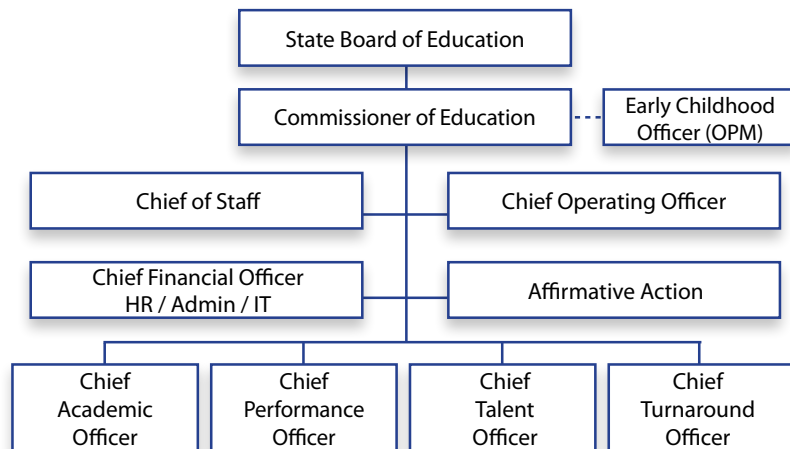 State Board of Education
Commissioner of Education
Early Childhood
Officer (OPM)
Chief of Staff
Chief Operating Officer
Chief Financial Officer
HR / Admin / IT
Affirmative Action
Chief
Academic
Officer
Chief
Performance
Officer
Chief
Talent
Officer
Chief
Turnaround
Officer